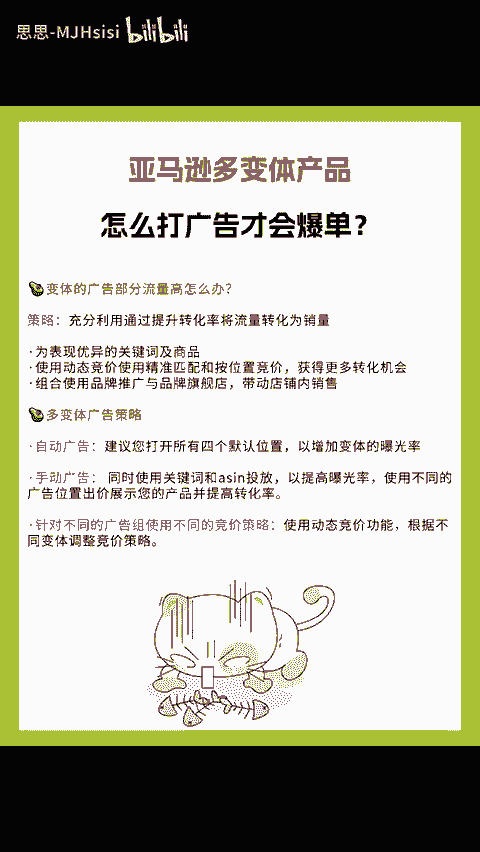 思思-MJHsisi bilibili
亚马逊多变体产品
怎么打广告才会爆单？
变体的广告部分流量高怎么办？
策略：充分利用通过提升转化率将流量转化为销量
·为表现优异的关键词及商品
·使用动态竞价使用精准匹配和按位置竞价，获得更多转化机会
·组合使用品牌推广与品牌旗舰店，带动店铺内销售
多变体广告策略
·自动广告：建议您打开所有四个默认位置，以增加变体的曝光率
·手动广告： 同时使用关键词和asin投放，以提高曝光率，使用不同的
广告位置出价展示您的产品并提高转化率。
·针对不同的广告组使用不同的竞价策略：使用动态竞价功能，根据不
同变体调整竞价策略。